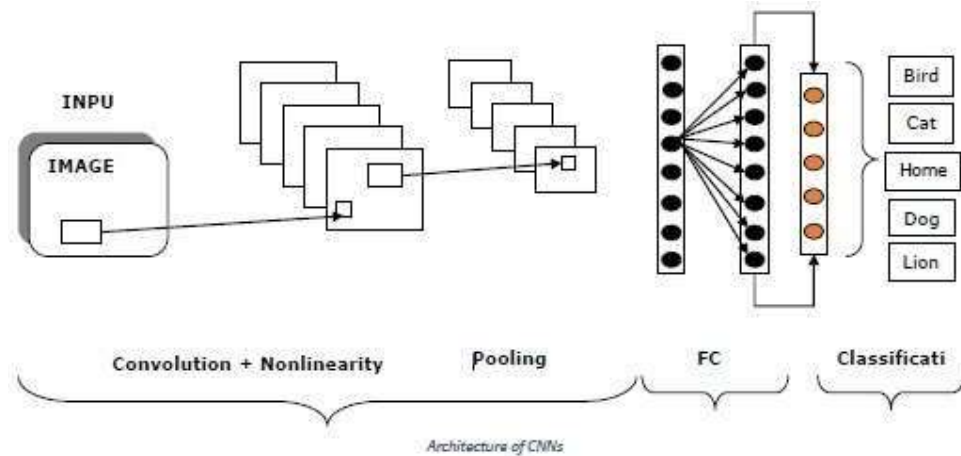 INPU
IMAGE
Bird
Cat
Home
Dog
Lion
Convolution + Nonlinearity
Pooling
FC
Classificati
Architecture of CNNs